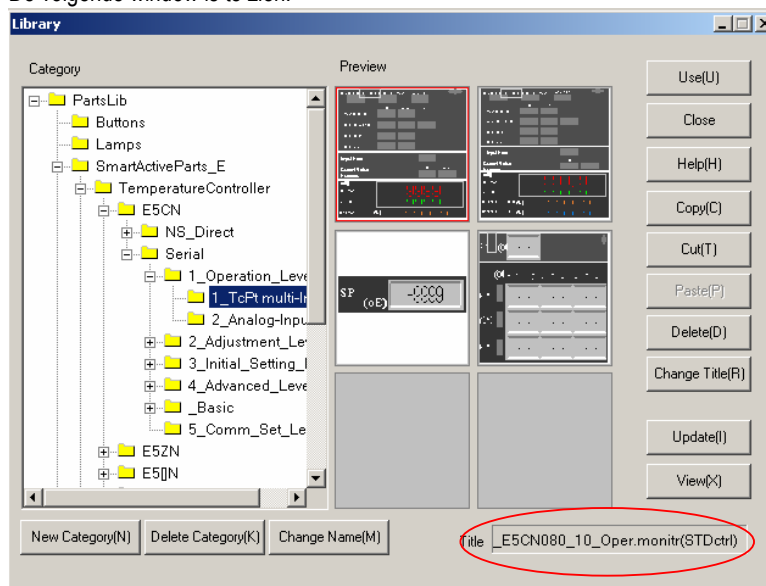 Library
Category
Preview
PartsLib
Buttons
Lamps
SmartActiveParts_E
TemperatureController
E5CN
NS_Direct
Serial
1_Operation_Leve
1_TcPt multi-I
2_Analog-Inpu
2_Adjustment_Le
3_Initial_Setting_
4_Advanced_Leve
_Basic
5_Comm_Set_Le
E5ZN
E5[]N
SP
(oE)
-9999
Use(U)
Close
Help(H)
Copy(C)
Cut(T)
Paste(P)
Delete(D)
Change Title(R)
Update(I)
View(X)
New Category(N)
Delete Category(K)
Change Name(M)
Title
_E5CN080_10_Oper.monitr(STDctrl)